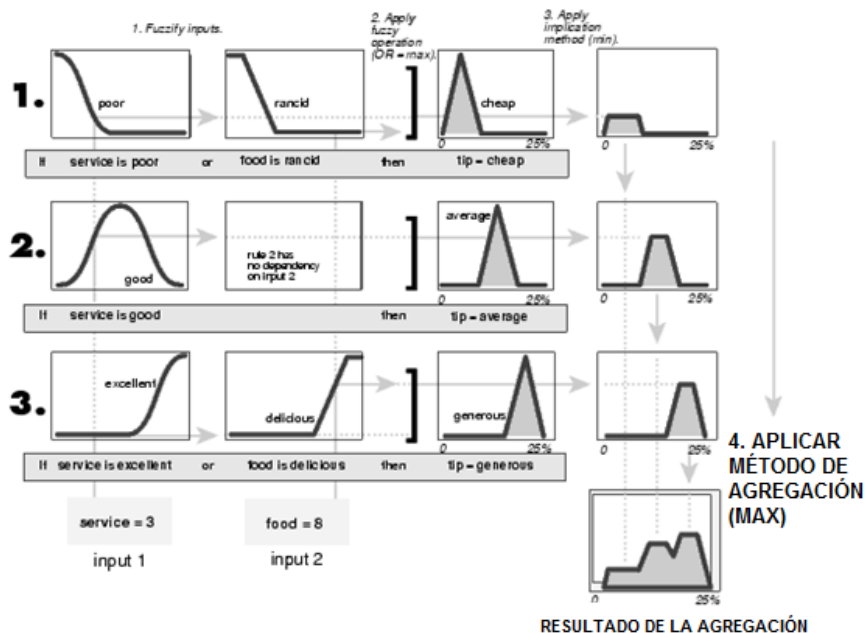 1. Fuzzify inputs.
2. Apply
fuzzy
operation
(OR = max).
3. Apply
implication
method (min).
1.
poor
rancid
cheap
0
25%
0
25%
If service is poor or food is rancid then tip = cheap
2.
good
rule 2 has
no dependency
on input 2
average
0
25%
0
25%
If service is good then tip = average
3.
excellent
delicious
generous
0
25%
0
25%
If service is excellent or food is delicious then tip = generous
4. APLICAR
MÉTODO DE
AGREGACIÓN
(MAX)
service = 3
food = 8
input 1
input 2
0
25%
RESULTADO DE LA AGREGACIÓN